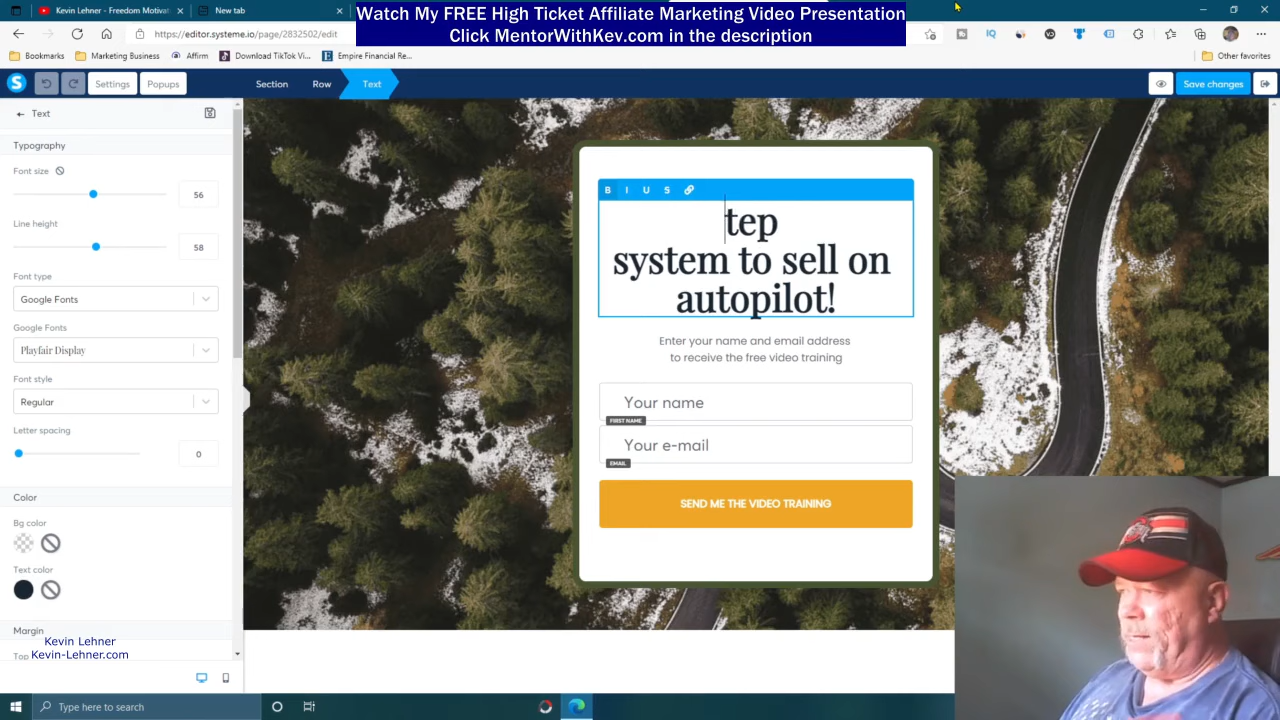 Kevin Lehner - Freedom Motivat
New tab
Watch My FREE High Ticket Affiliate Marketing Video Presentation
Click MentorWithKev.com in the description
https://editor.systeme.io/page/2832502/edit
Bookmarks
Marketing Business
Affirm
Download TikTok Vi...
Empire Financial Re...
Other favorites
Settings
Popups
Section
Row
Text
Save changes
Text
Typography
Font size
56
Line height
58
Font type
Google Fonts
Google Fonts
Playfair Display
Font style
Regular
Letter spacing
0
Color
Bg color
Text color
Margin
Top
Kevin Lehner
Kevin-Lehner.com
B I U S
tep
system to sell on
autopilot!
Enter your name and email address
to receive the free video training
Your name
FIRST NAME
Your e-mail
EMAIL
SEND ME THE VIDEO TRAINING
Type here to search